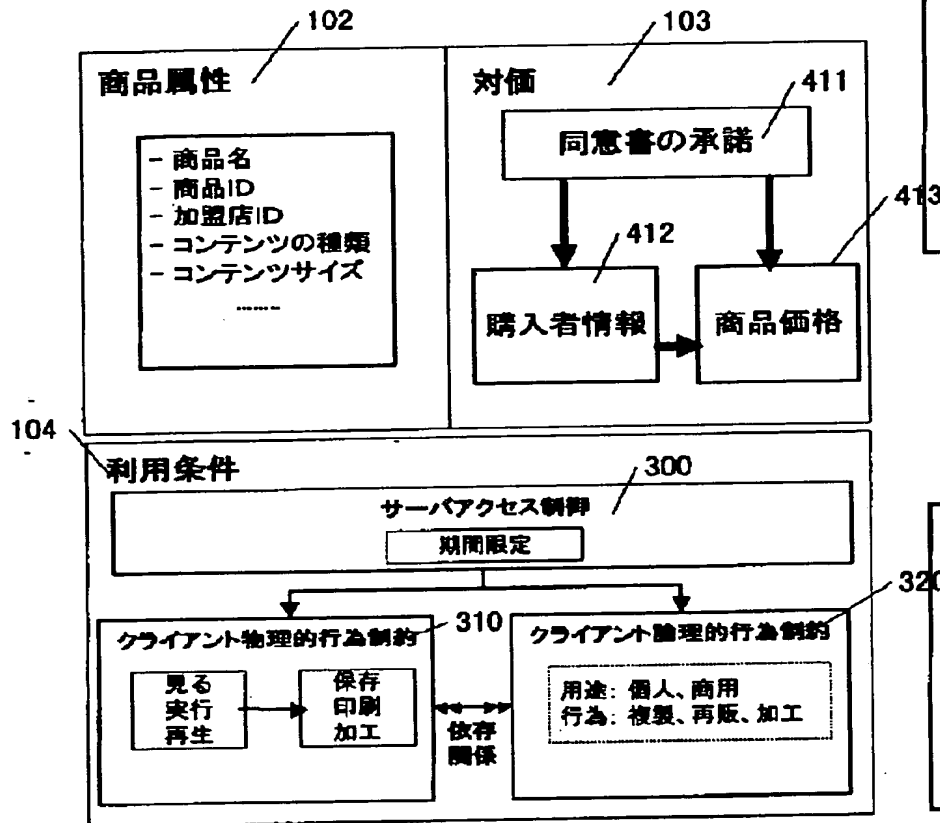 102
103
商品属性
対価
411
同意書の承諾
- 商品名
- 商品ID
- 加盟店ID
- コンテンツの種類
- コンテンツサイズ
........
413
412
購入者情報
商品価格
104
利用条件
300
サーバアクセス制御
期間限定
320
クライアント物理的行為制約
310
クライアント論理的行為制約
見る
実行
再生
保存
印刷
加工
依存
関係
用途: 個人、商用
行為: 複製、再販、加工